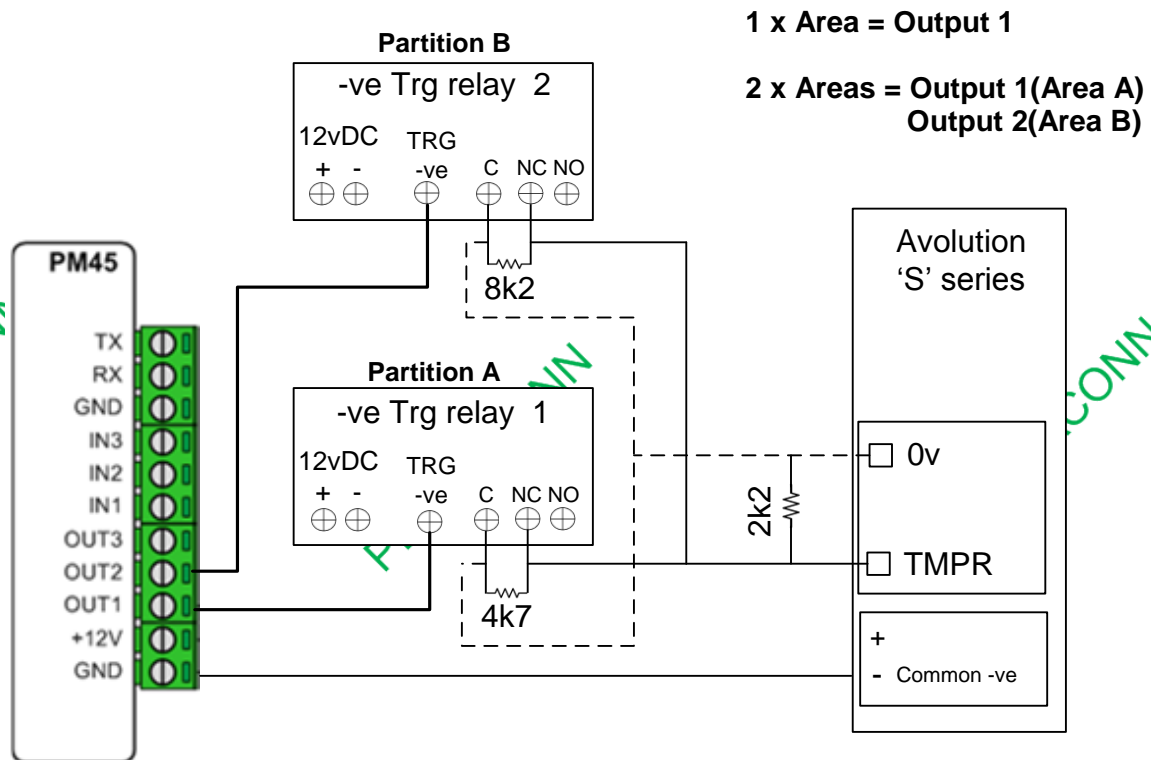 1 x Area = Output 1
2 x Areas = Output 1(Area A)
Output 2(Area B)
Partition B
-ve Trg relay 2
12vDC TRG
+ - -ve C NC NO
8k2
Partition A
-ve Trg relay 1
12vDC TRG
+ - -ve C NC NO
4k7
PM45
TX
RX
GND
IN3
IN2
IN1
OUT3
OUT2
OUT1
+12V
GND
Avolution
‘S’ series
0v
2k2
TMPR
+
- Common -ve